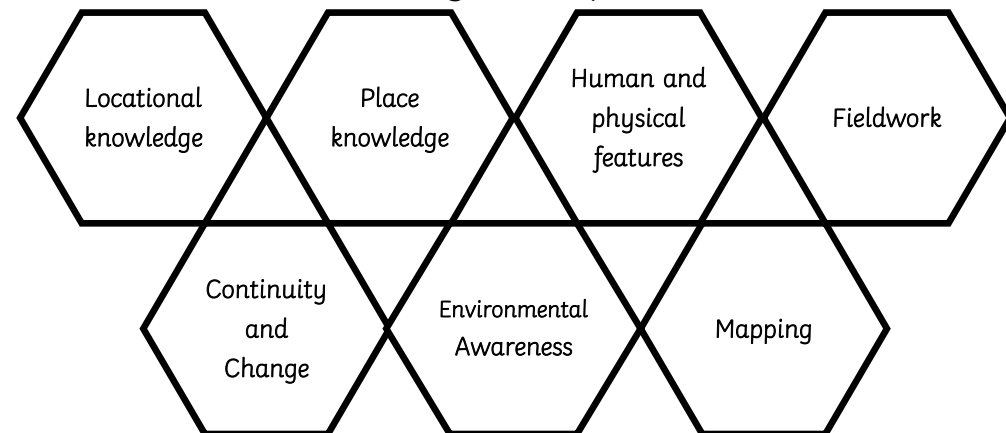 Locational
knowledge
Place
knowledge
Human and
physical
features
Fieldwork
Continuity
and
Change
Environmental
Awareness
Mapping